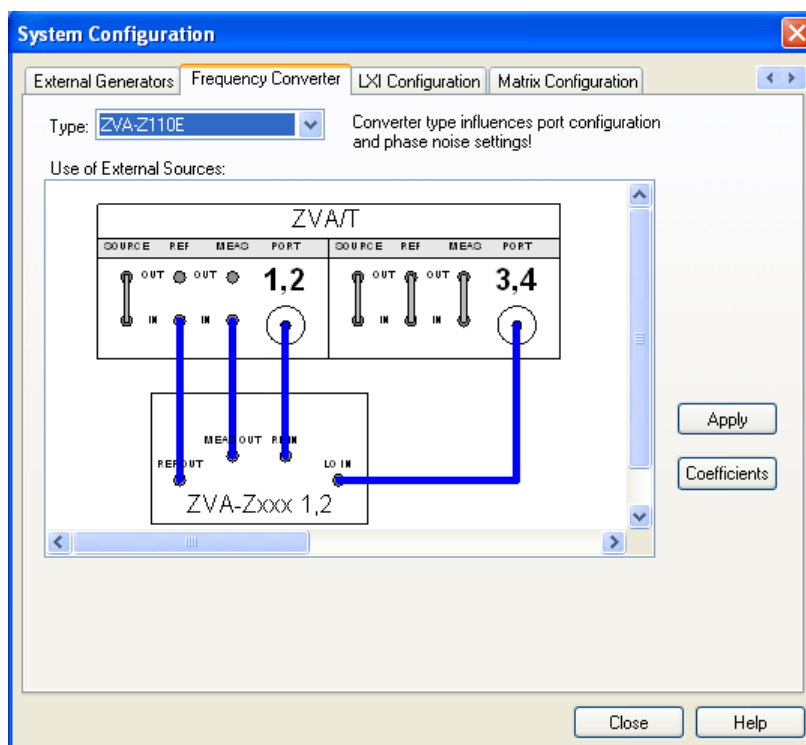 System Configuration
External Generators Frequency Converter LXI Configuration Matrix Configuration
Type: ZVA-Z110E
Converter type influences port configuration
and phase noise settings!
Use of External Sources:
ZVA/T
SOURCE REF MEAS PORT SOURCE REF MEAS PORT
OUT OUT 1,2 OUT OUT 3,4
IN IN IN IN
MEAS OUT RF IN
REF OUT LO IN
ZVA-Zxxx 1,2
Apply
Coefficients
Close Help